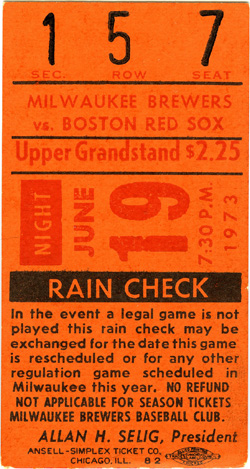 1 5 7
SEC. ROW SEAT
MILWAUKEE BREWERS
vs. BOSTON RED SOX
Upper Grandstand $2.25
NIGHT JUNE 19 7:30 P.M. 1973
RAIN CHECK
In the event a legal game is not
played this rain check may be
exchanged for the date this game
is rescheduled or for any other
regulation game scheduled in
Milwaukee this year. NO REFUND
NOT APPLICABLE FOR SEASON TICKETS
MILWAUKEE BREWERS BASEBALL CLUB.
ALLAN H. SELIG, President
ANSELL-SIMPLEX TICKET CO.
CHICAGO, ILL. 82